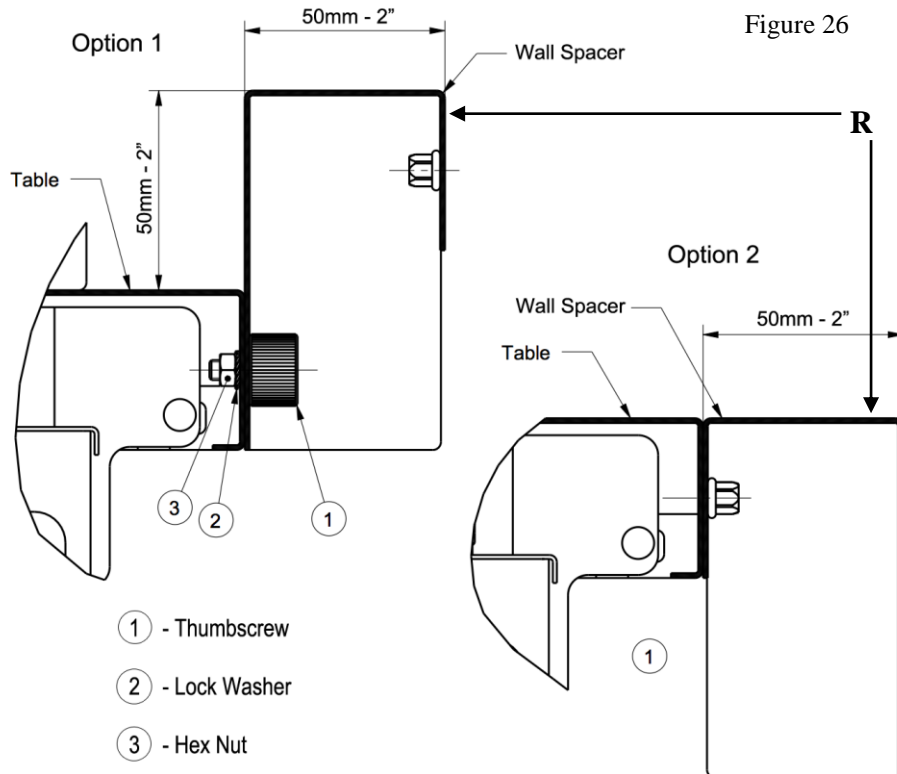 Option 1
50mm - 2"
Figure 26
Wall Spacer
R
50mm - 2"
Table
Option 2
Wall Spacer
50mm - 2"
Table
3
2
1
1 - Thumbscrew
1
2 - Lock Washer
3 - Hex Nut